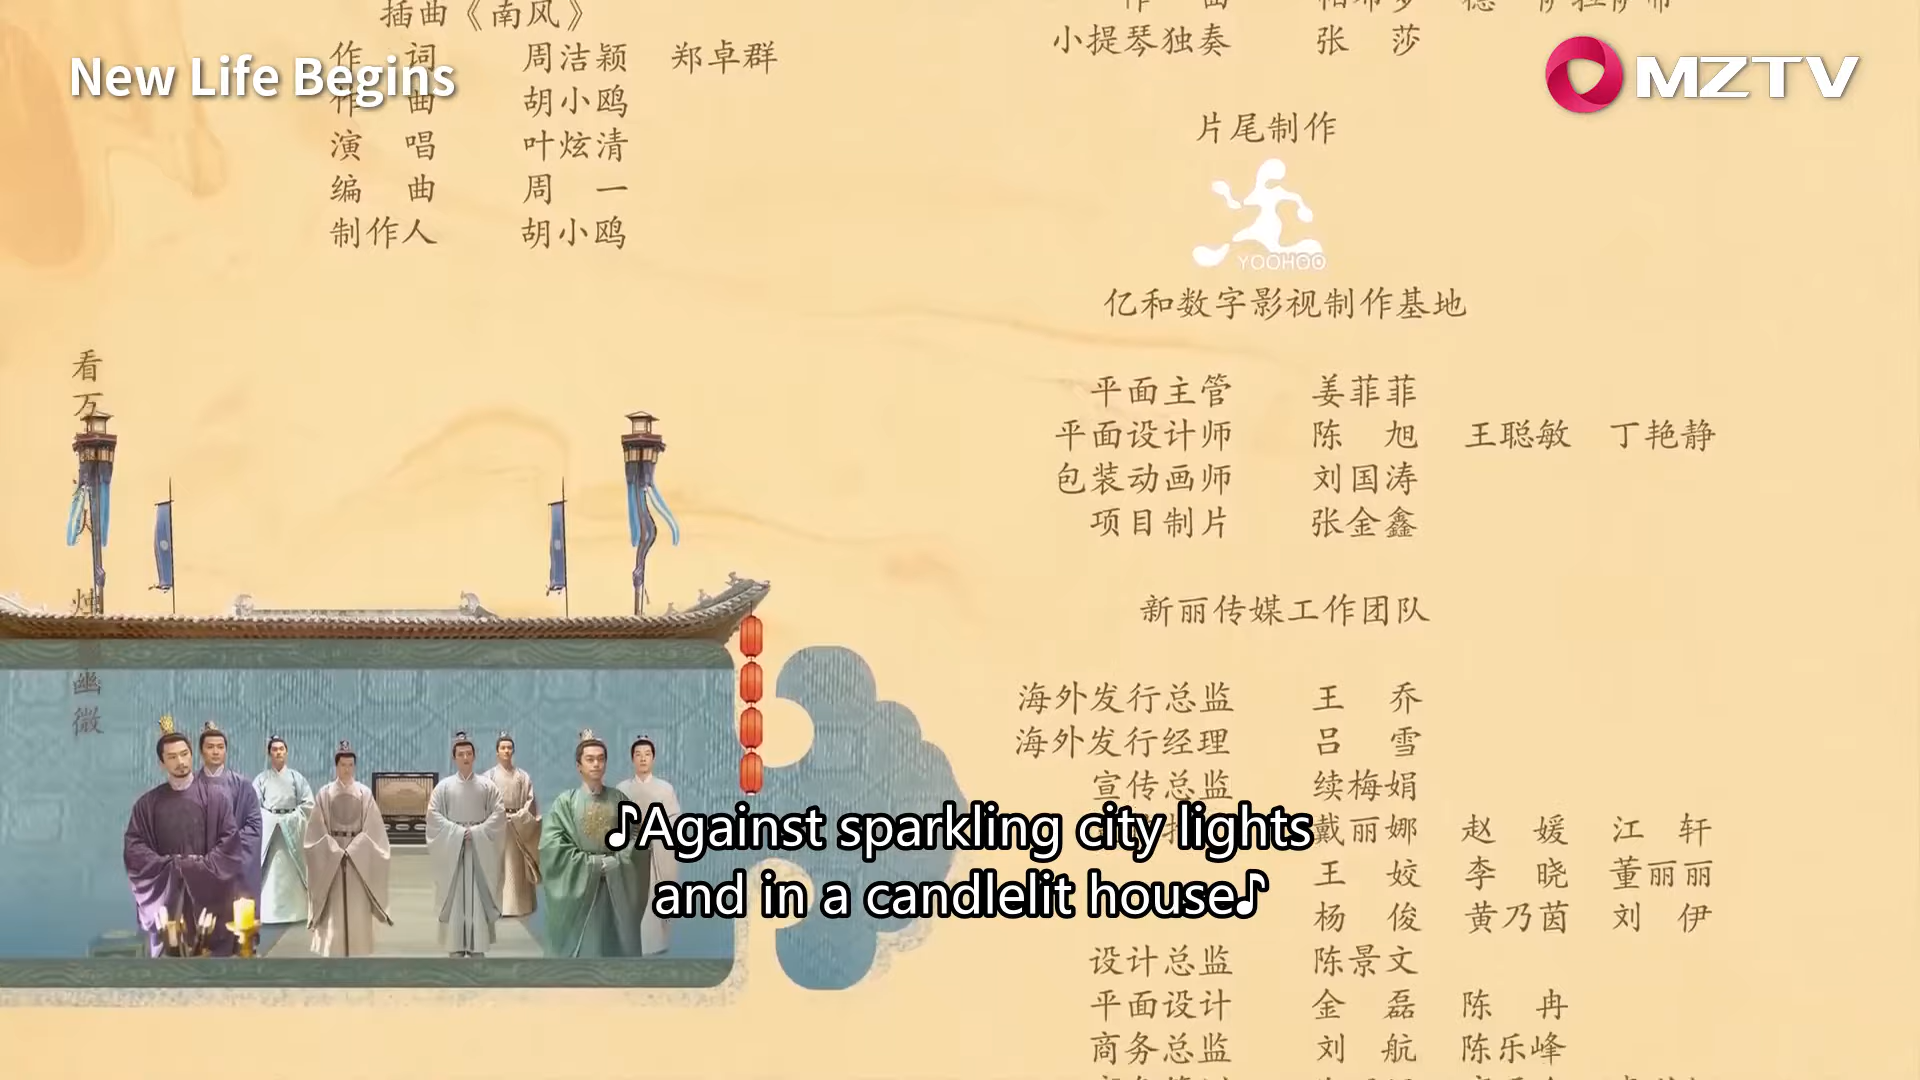 New Life Begins
MZTV
插曲《南风》
作 词 周洁颖 郑卓群
作 曲 胡小鸥
演 唱 叶炫清
编 曲 周 一
制作人 胡小鸥
看万
烛
幽微
小提琴独奏 张 莎
片尾制作
YOOHOO
亿和数字影视制作基地
平面主管 姜菲菲
平面设计师 陈 旭 王聪敏 丁艳静
包装动画师 刘国涛
项目制片 张金鑫
新丽传媒工作团队
海外发行总监 王 乔
海外发行经理 吕 雪
宣传总监 续梅娟
戴丽娜 赵 媛 江 轩
王 姣 李 晓 董丽丽
杨 俊 黄乃茵 刘 伊
设计总监 陈景文
平面设计 金 磊 陈 冉
商务总监 刘 航 陈乐峰
♪Against sparkling city lights
and in a candlelit house♪